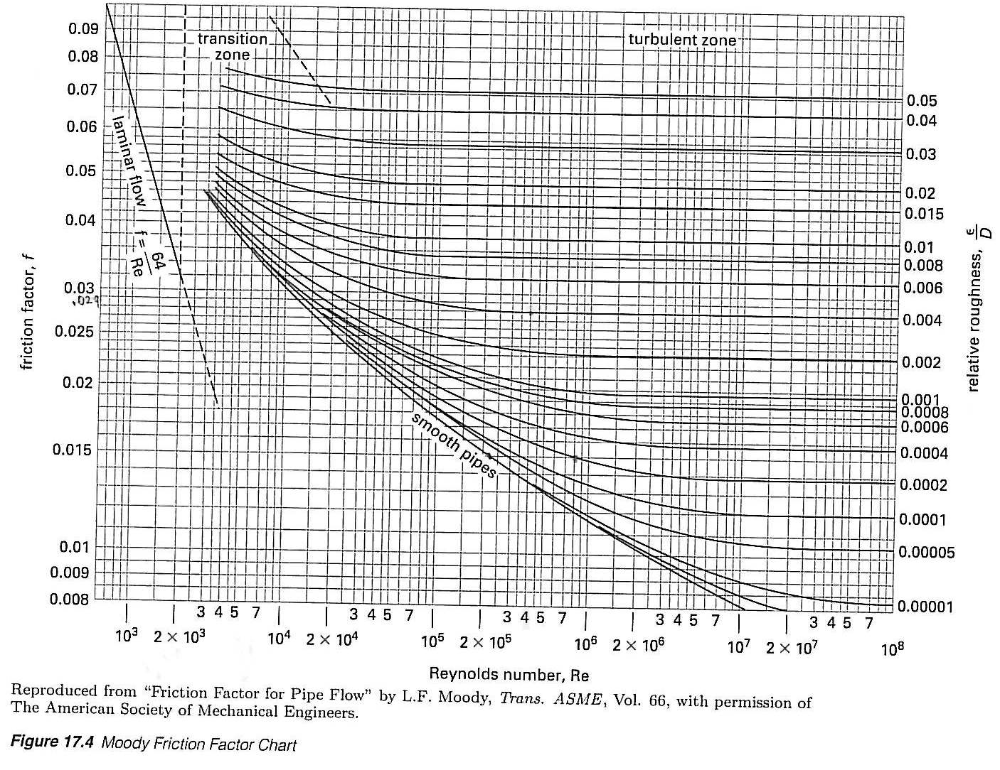 transition
zone
turbulent zone
0.09
0.08
0.07
0.06
0.05
0.04
0.03
.029
0.025
0.02
0.015
0.01
0.009
0.008
friction factor, f
laminar flow f = 64
Re
smooth pipes
0.05
0.04
0.03
0.02
0.015
0.01
0.008
0.006
0.004
0.002
0.001
0.0008
0.0006
0.0004
0.0002
0.0001
0.00005
0.00001
relative roughness, ϵ
D
3 4 5 7 3 4 5 7 3 4 5 7 3 4 5 7 3 4 5 7
10³ 2 × 10³ 10⁴ 2 × 10⁴ 10⁵ 2 × 10⁵ 10⁶ 2 × 10⁶ 10⁷ 2 × 10⁷ 10⁸
Reynolds number, Re
Reproduced from “Friction Factor for Pipe Flow” by L.F. Moody, Trans. ASME, Vol. 66, with permission of
The American Society of Mechanical Engineers.
Figure 17.4 Moody Friction Factor Chart